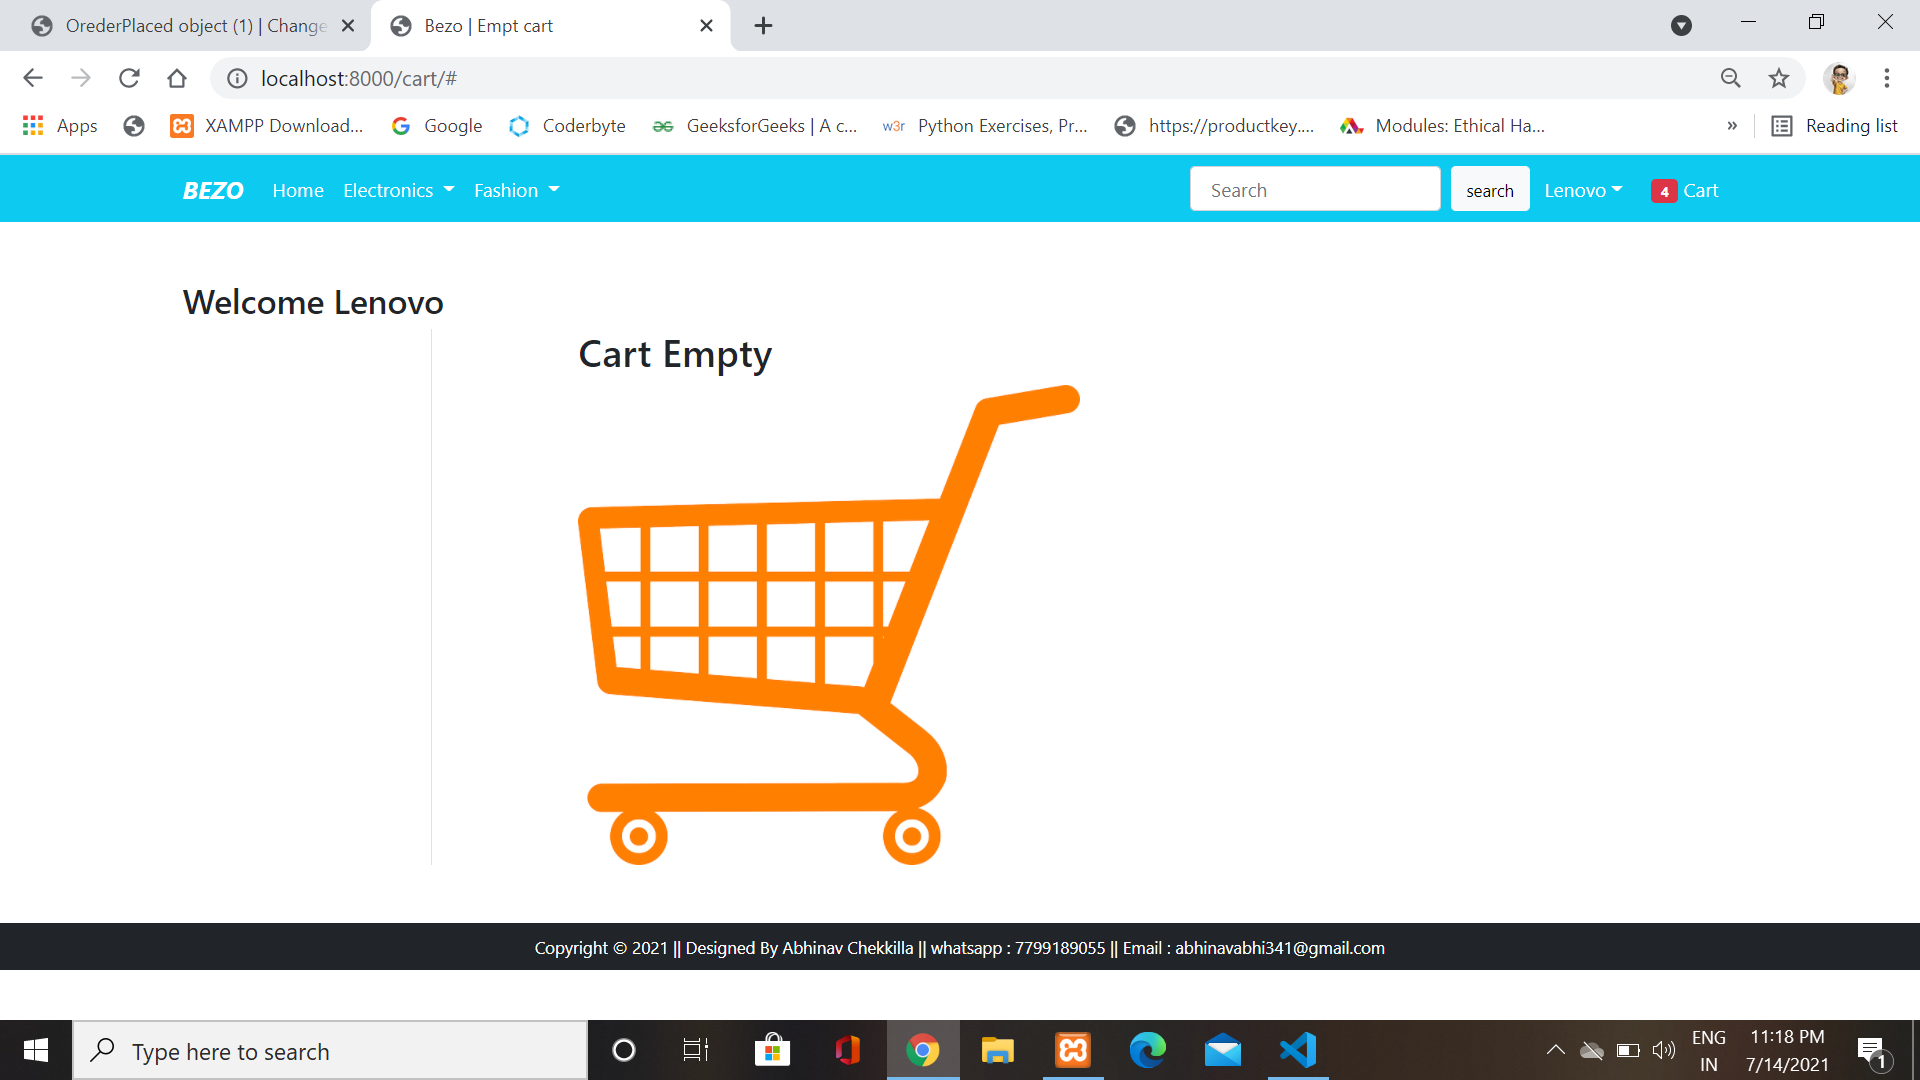 OrederPlaced object (1) | Change
Bezo | Empt cart
localhost:8000/cart/#
Apps
XAMPP Download...
Google
Coderbyte
GeeksforGeeks | A c...
w3r
Python Exercises, Pr...
https://productkey....
Modules: Ethical Ha...
»
Reading list
BEZO
Home
Electronics
Fashion
Search
search
Lenovo
4
Cart
Welcome Lenovo
Cart Empty
Copyright © 2021 || Designed By Abhinav Chekkilla || whatsapp : 7799189055 || Email : abhinavabhi341@gmail.com
Type here to search
ENG
IN
11:18 PM
7/14/2021
1